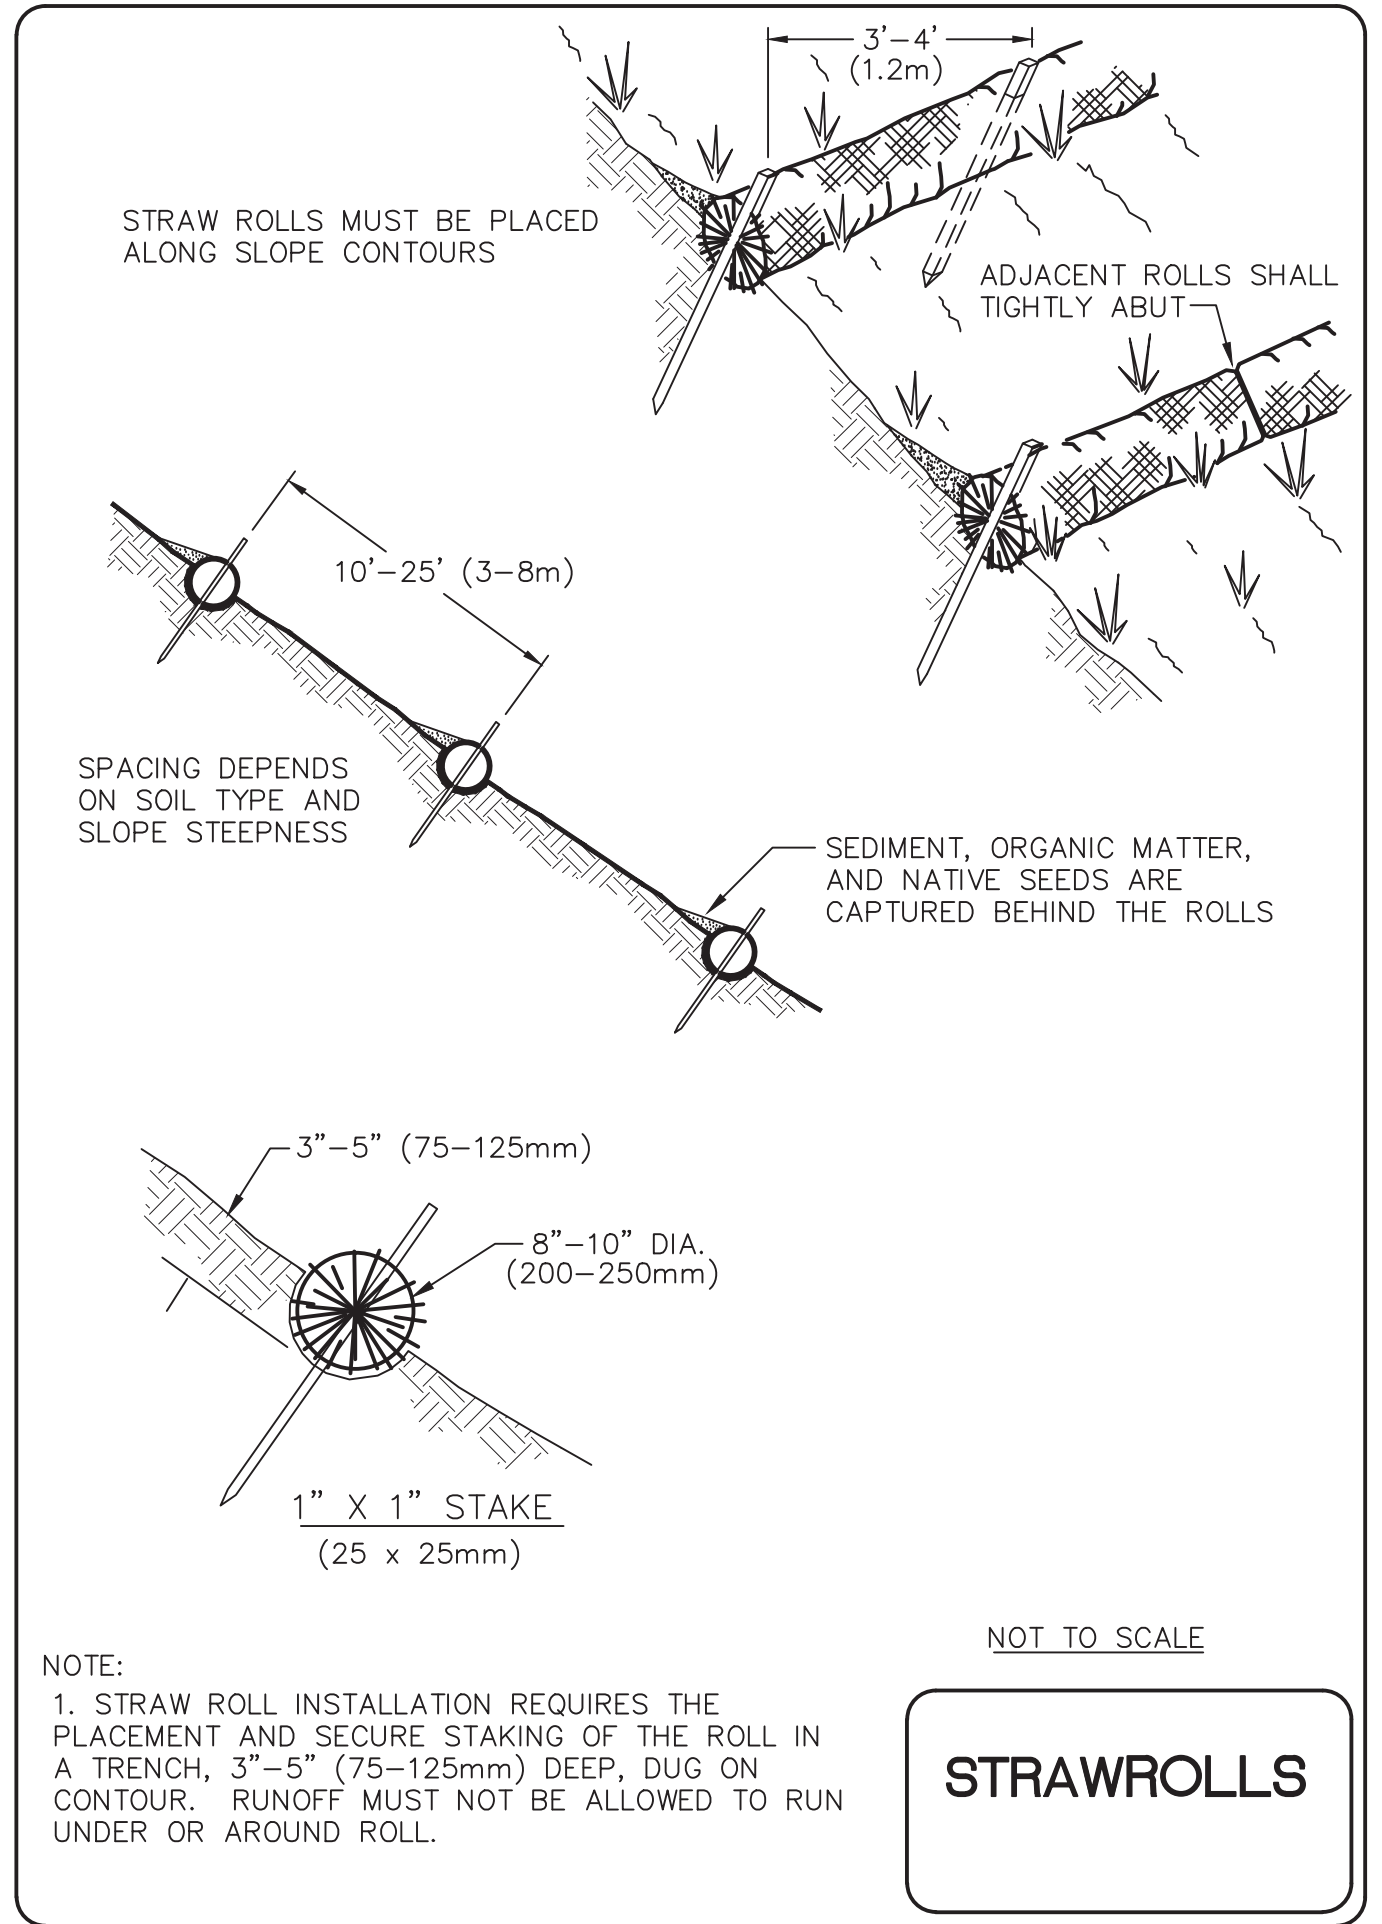 3’–4’
(1.2m)
STRAW ROLLS MUST BE PLACED
ALONG SLOPE CONTOURS
ADJACENT ROLLS SHALL
TIGHTLY ABUT
10’–25’ (3–8m)
SPACING DEPENDS
ON SOIL TYPE AND
SLOPE STEEPNESS
SEDIMENT, ORGANIC MATTER,
AND NATIVE SEEDS ARE
CAPTURED BEHIND THE ROLLS
3”–5” (75–125mm)
8”–10” DIA.
(200–250mm)
1” X 1” STAKE
(25 x 25mm)
NOT TO SCALE
NOTE:
1. STRAW ROLL INSTALLATION REQUIRES THE
PLACEMENT AND SECURE STAKING OF THE ROLL IN
A TRENCH, 3”–5” (75–125mm) DEEP, DUG ON
CONTOUR. RUNOFF MUST NOT BE ALLOWED TO RUN
UNDER OR AROUND ROLL.
STRAWROLLS